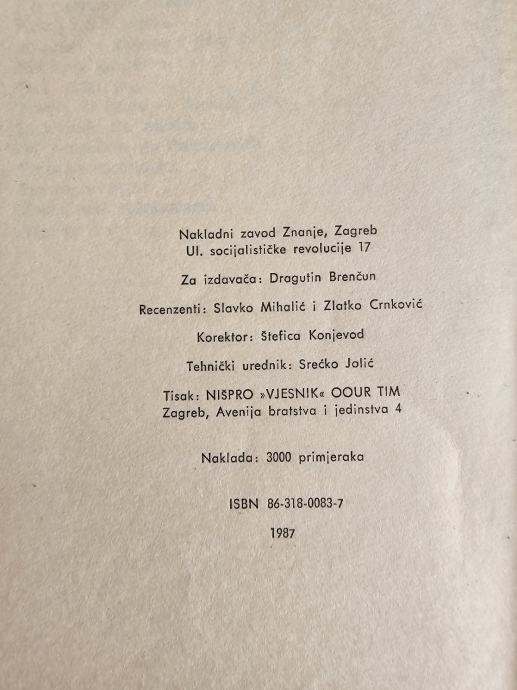 Nakladni zavod Znanje, Zagreb
Ul. socijalističke revolucije 17
Za izdavača: Dragutin Brenčun
Recenzenti: Slavko Mihalić i Zlatko Crnković
Korektor: Štefica Konjevod
Tehnički urednik: Srećko Jolić
Tisak: NIŠPRO »VJESNIK« OOUR TIM
Zagreb, Avenija bratstva i jedinstva 4
Naklada: 3000 primjeraka
ISBN 86-318-0083-7
1987